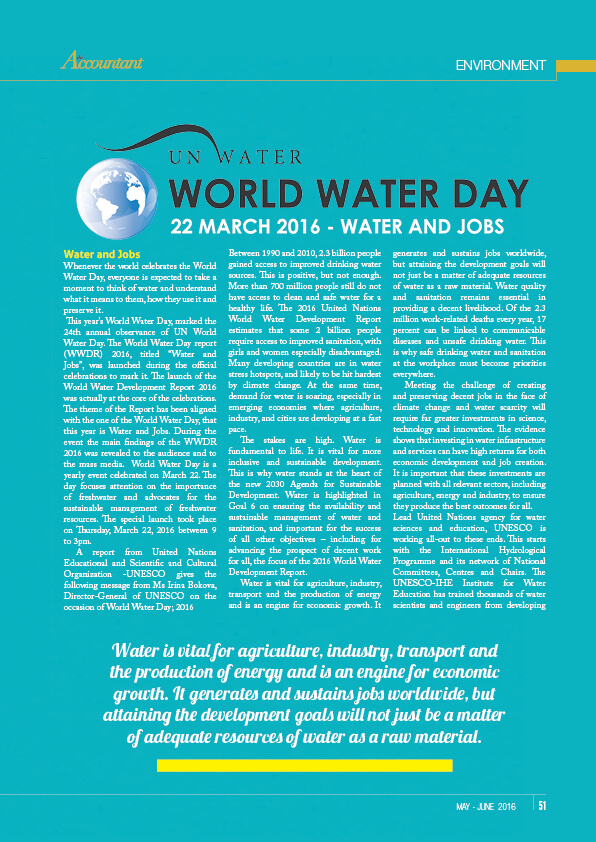 Accountant
ENVIRONMENT
UN WATER
WORLD WATER DAY
22 MARCH 2016 - WATER AND JOBS
Water and Jobs
Whenever the world celebrates the World
Water Day, everyone is expected to take a
moment to think of water and understand
what it means to them, how they use it and
preserve it.
This year's World Water Day, marked the
24th annual observance of UN World
Water Day. The World Water Day report
(WWDR) 2016, titled “Water and
Jobs”, was launched during the official
celebrations to mark it. The launch of the
World Water Development Report 2016
was actually at the core of the celebrations.
The theme of the Report has been aligned
with the one of the World Water Day, that
this year is Water and Jobs. During the
event the main findings of the WWDR
2016 was revealed to the audience and to
the mass media. World Water Day is a
yearly event celebrated on March 22. The
day focuses attention on the importance
of freshwater and advocates for the
sustainable management of freshwater
resources. The special launch took place
on Thursday, March 22, 2016 between 9
to 3pm.
A report from United Nations
Educational and Scientific and Cultural
Organization -UNESCO gives the
following message from Ms Irina Bokova,
Director-General of UNESCO on the
occasion of World Water Day; 2016
Between 1990 and 2010, 2.3 billion people
gained access to improved drinking water
sources. This is positive, but not enough.
More than 700 million people still do not
have access to clean and safe water for a
healthy life. The 2016 United Nations
World Water Development Report
estimates that some 2 billion people
require access to improved sanitation, with
girls and women especially disadvantaged.
Many developing countries are in water
stress hotspots, and likely to be hit hardest
by climate change. At the same time,
demand for water is soaring, especially in
emerging economies where agriculture,
industry, and cities are developing at a fast
pace.
The stakes are high. Water is
fundamental to life. It is vital for more
inclusive and sustainable development.
This is why water stands at the heart of
the new 2030 Agenda for Sustainable
Development. Water is highlighted in
Goal 6 on ensuring the availability and
sustainable management of water and
sanitation, and important for the success
of all other objectives – including for
advancing the prospect of decent work
for all, the focus of the 2016 World Water
Development Report.
Water is vital for agriculture, industry,
transport and the production of energy
and is an engine for economic growth. It
generates and sustains jobs worldwide,
but attaining the development goals will
not just be a matter of adequate resources
of water as a raw material. Water quality
and sanitation remains essential in
providing a decent livelihood. Of the 2.3
million work-related deaths every year, 17
percent can be linked to communicable
diseases and unsafe drinking water. This
is why safe drinking water and sanitation
at the workplace must become priorities
everywhere.
Meeting the challenge of creating
and preserving decent jobs in the face of
climate change and water scarcity will
require far greater investments in science,
technology and innovation. The evidence
shows that investing in water infrastructure
and services can have high returns for both
economic development and job creation.
It is important that these investments are
planned with all relevant sectors, including
agriculture, energy and industry, to ensure
they produce the best outcomes for all.
Lead United Nations agency for water
sciences and education, UNESCO is
working all-out to these ends. This starts
with the International Hydrological
Programme and its network of National
Committees, Centres and Chairs. The
UNESCO-IHE Institute for Water
Education has trained thousands of water
scientists and engineers from developing
Water is vital for agriculture, industry, transport and
the production of energy and is an engine for economic
growth. It generates and sustains jobs worldwide, but
attaining the development goals will not just be a matter
of adequate resources of water as a raw material.
MAY - JUNE 2016 51